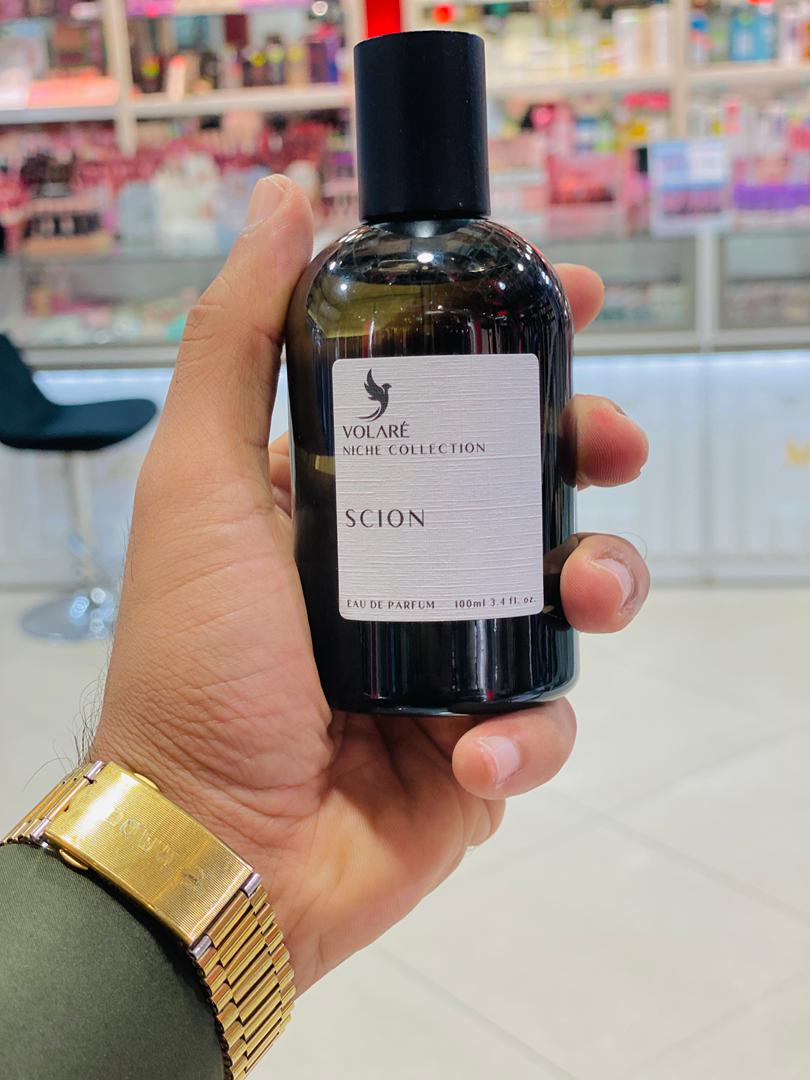 VOLARÉ
NICHE COLLECTION
SCION
EAU DE PARFUM 100ml 3.4 fl. oz.